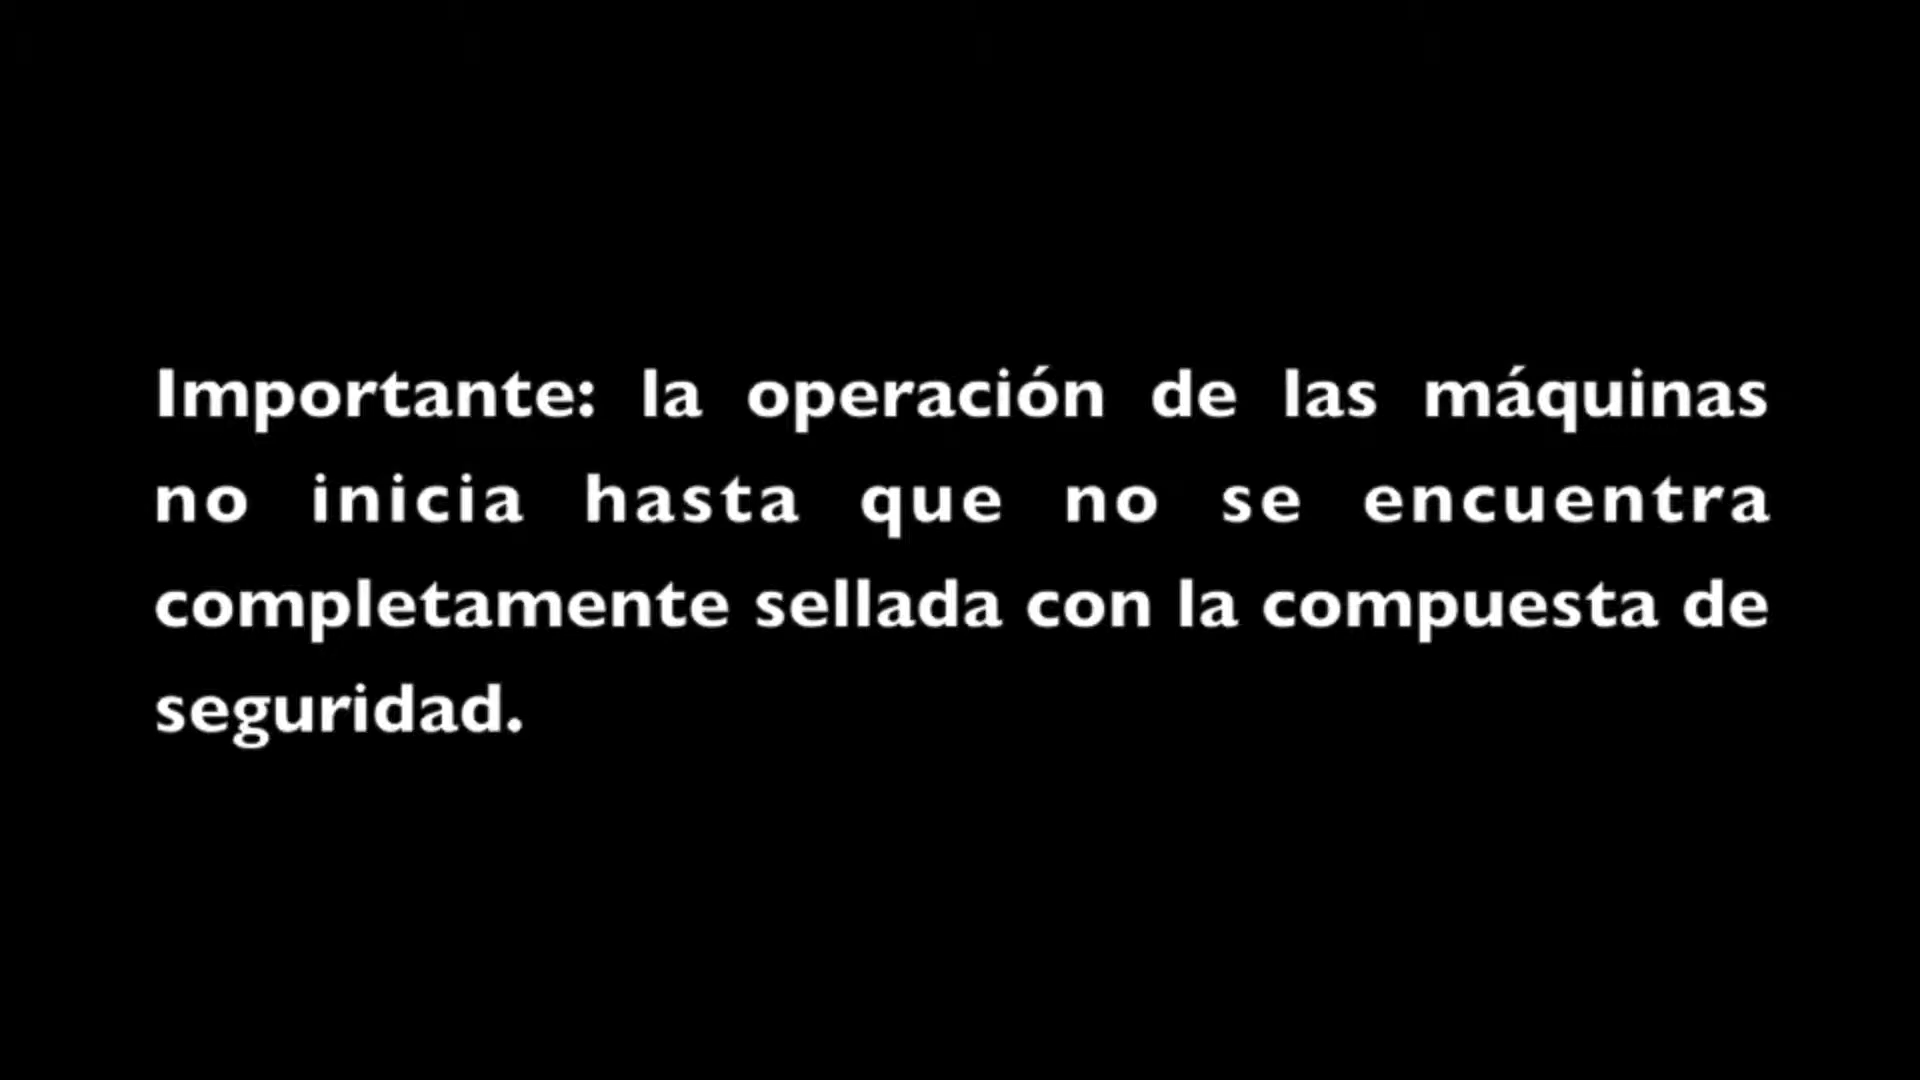 Importante: la operación de las máquinas
no inicia hasta que no se encuentra
completamente sellada con la compuesta de
seguridad.